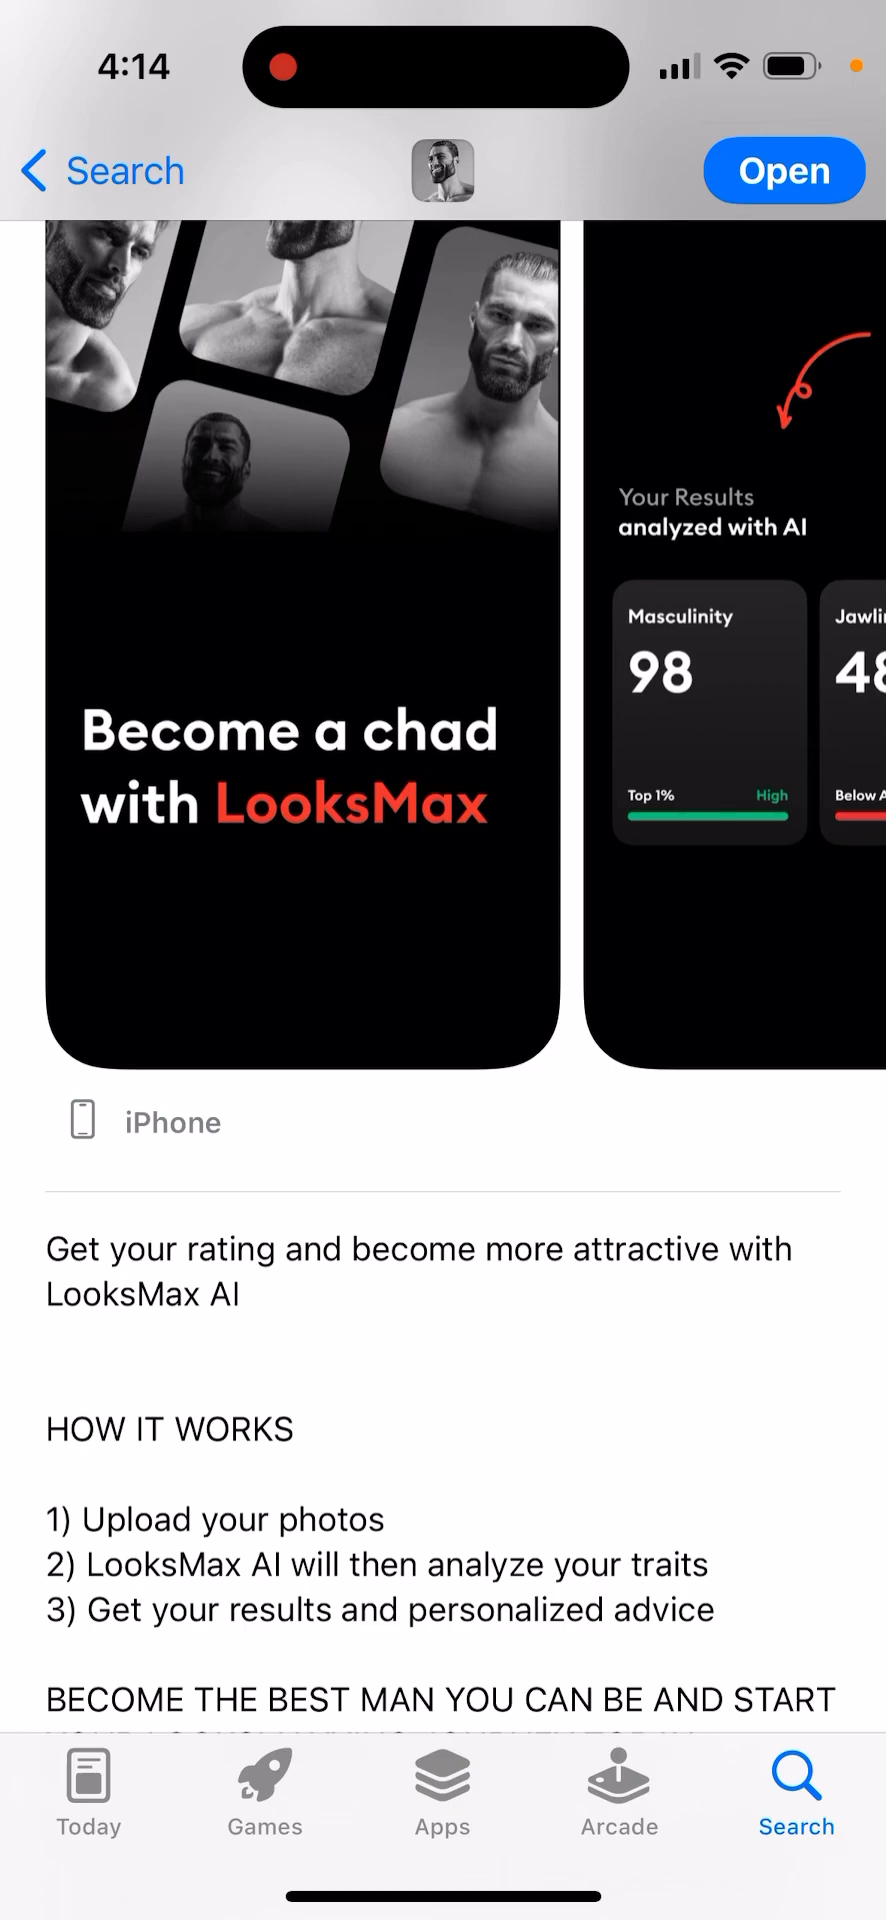 4:14
Search
Open
Your Results
analyzed with AI
Masculinity
98
Top 1%
High
Become a chad
with LooksMax
iPhone
Get your rating and become more attractive with
LooksMax AI
HOW IT WORKS
1) Upload your photos
2) LooksMax AI will then analyze your traits
3) Get your results and personalized advice
BECOME THE BEST MAN YOU CAN BE AND START
Today
Games
Apps
Arcade
Search